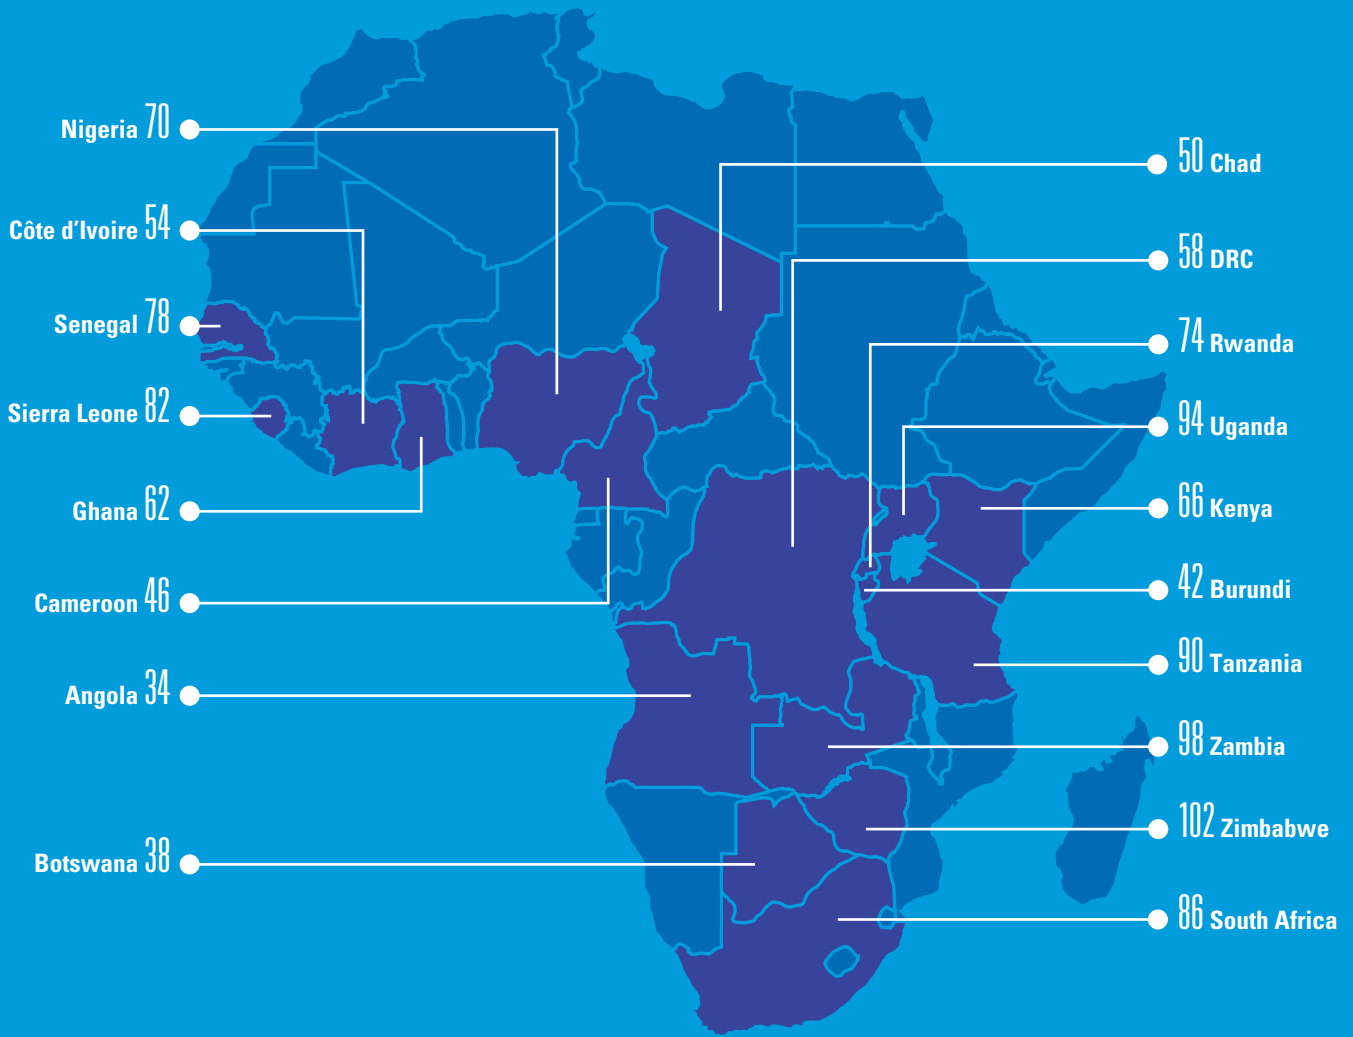 Nigeria 70
Côte d'Ivoire 54
Senegal 78
Sierra Leone 82
Ghana 62
Cameroon 46
Angola 34
Botswana 38
50 Chad
58 DRC
74 Rwanda
94 Uganda
66 Kenya
42 Burundi
90 Tanzania
98 Zambia
102 Zimbabwe
86 South Africa